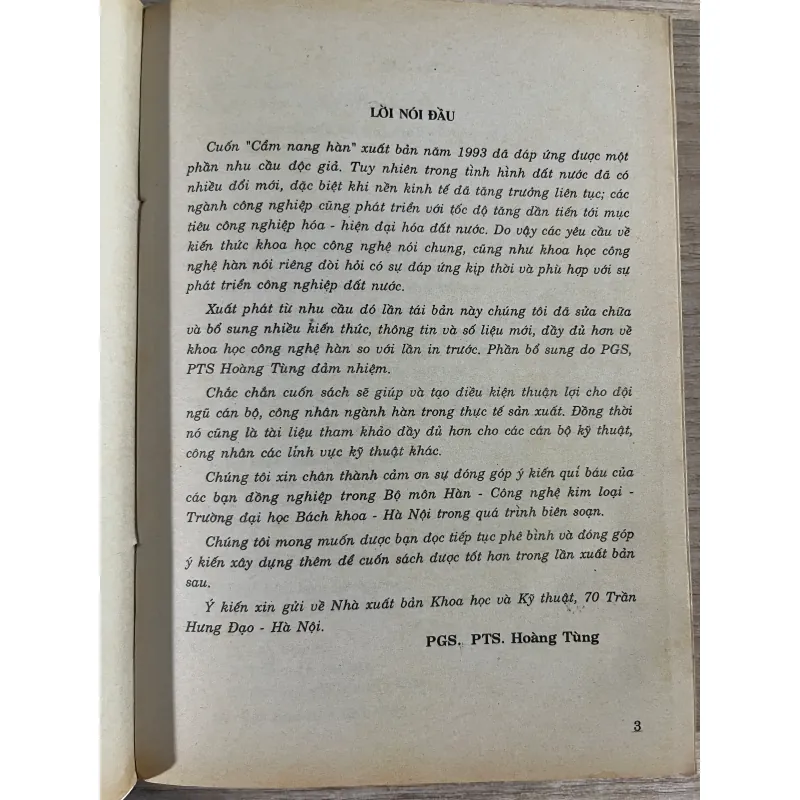 LỜI NÓI ĐẦU
Cuốn "Cẩm nang hàn" xuất bản năm 1993 đã đáp ứng được một
phần nhu cầu độc giả. Tuy nhiên trong tình hình đất nước đã có
nhiều đổi mới, đặc biệt khi nền kinh tế đã tăng trưởng liên tục; các
ngành công nghiệp cũng phát triển với tốc độ tăng dần tiến tới mục
tiêu công nghiệp hóa - hiện đại hóa đất nước. Do vậy các yêu cầu về
kiến thức khoa học công nghệ nói chung, cũng như khoa học công
nghệ hàn nói riêng đòi hỏi có sự đáp ứng kịp thời và phù hợp với sự
phát triển công nghiệp đất nước.
Xuất phát từ nhu cầu đó lần tái bản này chúng tôi đã sửa chữa
và bổ sung nhiều kiến thức, thông tin và số liệu mới, đầy đủ hơn về
khoa học công nghệ hàn so với lần in trước. Phần bổ sung do PGS,
PTS Hoàng Tùng đảm nhiệm.
Chắc chắn cuốn sách sẽ giúp và tạo điều kiện thuận lợi cho đội
ngũ cán bộ, công nhân ngành hàn trong thực tế sản xuất. Đồng thời
nó cũng là tài liệu tham khảo đầy đủ hơn cho các cán bộ kỹ thuật,
công nhân các lĩnh vực kỹ thuật khác.
Chúng tôi xin chân thành cảm ơn sự đóng góp ý kiến quí báu của
các bạn đồng nghiệp trong Bộ môn Hàn - Công nghệ kim loại -
Trường đại học Bách khoa - Hà Nội trong quá trình biên soạn.
Chúng tôi mong muốn được bạn đọc tiếp tục phê bình và đóng góp
ý kiến xây dựng thêm để cuốn sách được tốt hơn trong lần xuất bản
sau.
Ý kiến xin gửi về Nhà xuất bản Khoa học và Kỹ thuật, 70 Trần
Hưng Đạo - Hà Nội.
PGS. PTS. Hoàng Tùng
3